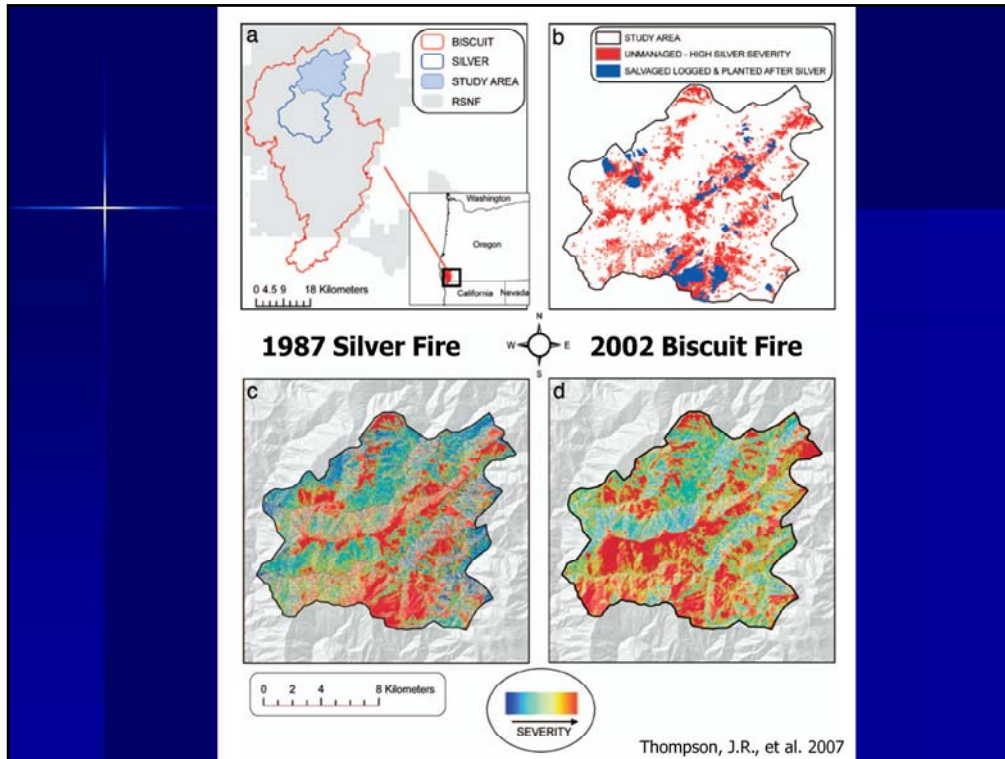 a
BISCUIT
SILVER
STUDY AREA
RSNF
Washington
Oregon
California
Nevada
0 4.5 9 18 Kilometers
b
STUDY AREA
UNMANAGED - HIGH SILVER SEVERITY
SALVAGED LOGGED & PLANTED AFTER SILVER
1987 Silver Fire
N
W E
S
2002 Biscuit Fire
c
d
0 2 4 8 Kilometers
SEVERITY
Thompson, J.R., et al. 2007